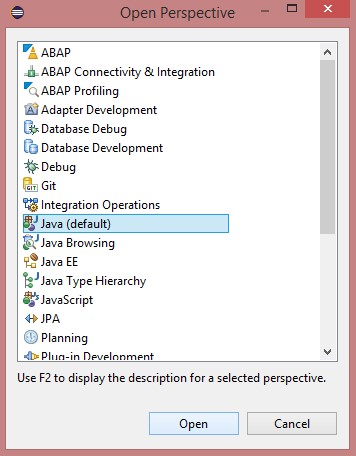 Open Perspective
ABAP
ABAP Connectivity & Integration
ABAP Profiling
Adapter Development
Database Debug
Database Development
Debug
Git
Integration Operations
Java (default)
Java Browsing
Java EE
Java Type Hierarchy
JavaScript
JPA
Planning
Plug-in Development
Use F2 to display the description for a selected perspective.
Open
Cancel